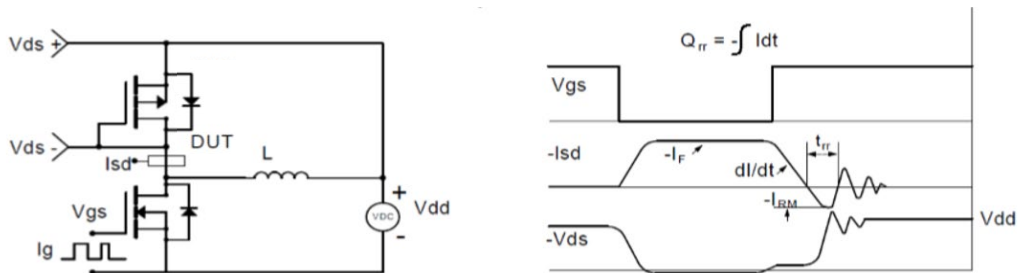 Vds +
Vds -
DUT
Isd
L
Vgs
Ig
+
VDC
-
Vdd
Qrr = -∫ Idt
Vgs
-Isd
-IF
dI/dt
trr
-IRM
Vdd
-Vds